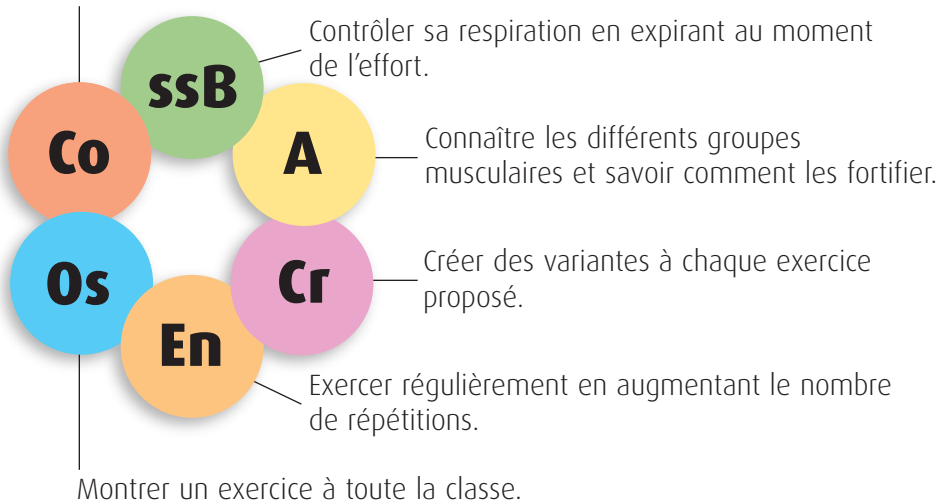 ssB
Contrôler sa respiration en expirant au moment
de l’effort.
Co
A
Connaître les différents groupes
musculaires et savoir comment les fortifier.
Os
Cr
Créer des variantes à chaque exercice
proposé.
En
Exercer régulièrement en augmentant le nombre
de répétitions.
Montrer un exercice à toute la classe.